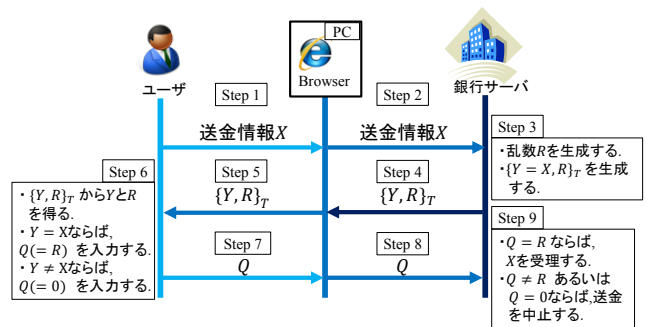 PC
Browser
ユーザ
銀行サーバ
Step 1
Step 2
送金情報X
送金情報X
Step 3
・乱数Rを生成する.
・{Y = X, R}_T を生成
する.
Step 5
Step 4
{Y, R}_T
{Y, R}_T
Step 6
・{Y, R}_T からYとR
を得る.
・Y = Xならば,
Q(= R) を入力する.
・Y ≠ Xならば,
Q(= 0) を入力する.
Step 7
Step 8
Q
Q
Step 9
・Q = R ならば,
Xを受理する.
・Q ≠ R あるいは
Q = 0ならば,送金
を中止する.